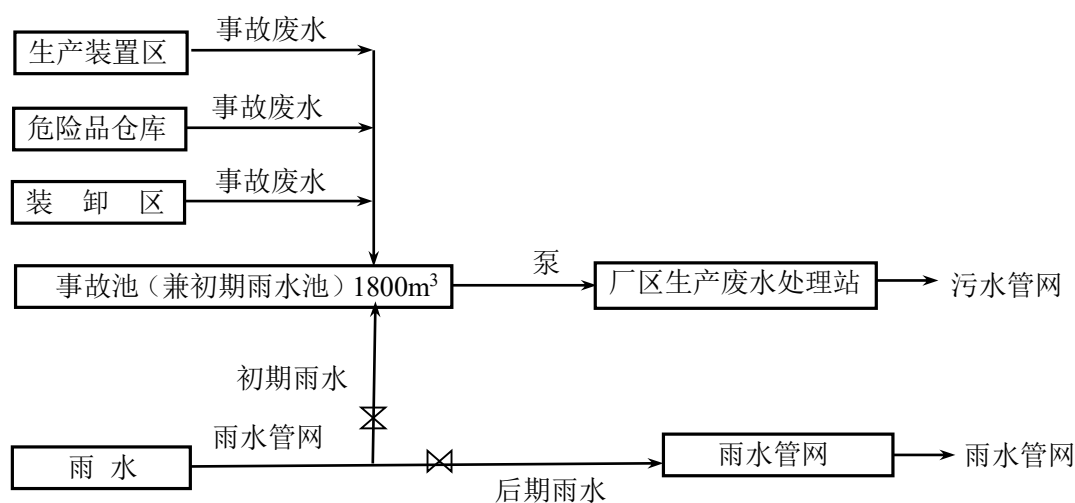 事故废水
生产装置区
事故废水
危险品仓库
事故废水
装 卸 区
泵
事故池（兼初期雨水池）1800m³
厂区生产废水处理站
污水管网
初期雨水
雨水管网
雨 水
雨水管网
雨水管网
后期雨水